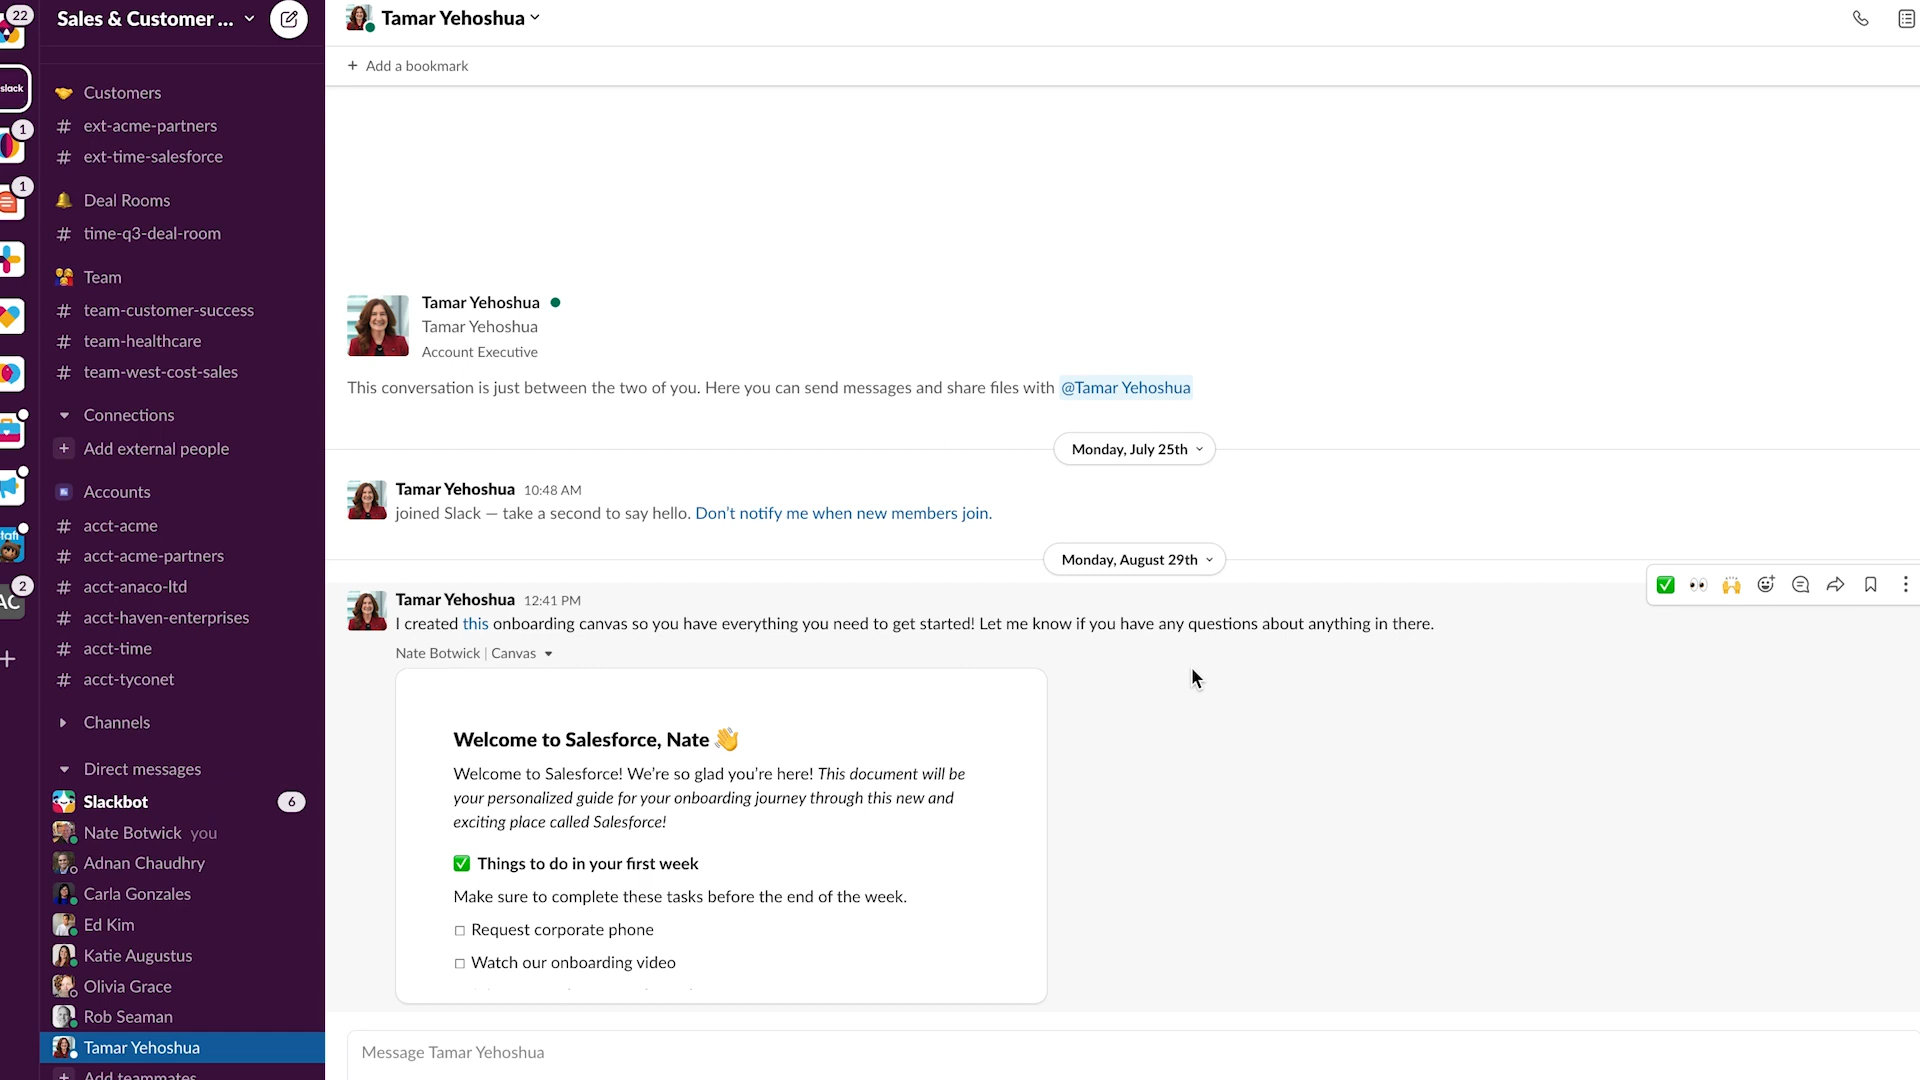 22
Sales & Customer ...
slack
1
1
2
AC
Customers
# ext-acme-partners
# ext-time-salesforce
Deal Rooms
# time-q3-deal-room
Team
# team-customer-success
# team-healthcare
# team-west-cost-sales
Connections
+ Add external people
Accounts
# acct-acme
# acct-acme-partners
# acct-anaco-ltd
# acct-haven-enterprises
# acct-time
# acct-tyconet
Channels
Direct messages
Slackbot 6
Nate Botwick you
Adnan Chaudhry
Carla Gonzales
Ed Kim
Katie Augustus
Olivia Grace
Rob Seaman
Tamar Yehoshua
+ Add teammates
Tamar Yehoshua
+ Add a bookmark
Tamar Yehoshua
Tamar Yehoshua
Account Executive
This conversation is just between the two of you. Here you can send messages and share files with @Tamar Yehoshua
Monday, July 25th
Tamar Yehoshua 10:48 AM
joined Slack — take a second to say hello. Don't notify me when new members join.
Monday, August 29th
Tamar Yehoshua 12:41 PM
I created this onboarding canvas so you have everything you need to get started! Let me know if you have any questions about anything in there.
Nate Botwick | Canvas
Welcome to Salesforce, Nate 👋
Welcome to Salesforce! We're so glad you're here! This document will be
your personalized guide for your onboarding journey through this new and
exciting place called Salesforce!
✅ Things to do in your first week
Make sure to complete these tasks before the end of the week.
☐ Request corporate phone
☐ Watch our onboarding video
Message Tamar Yehoshua